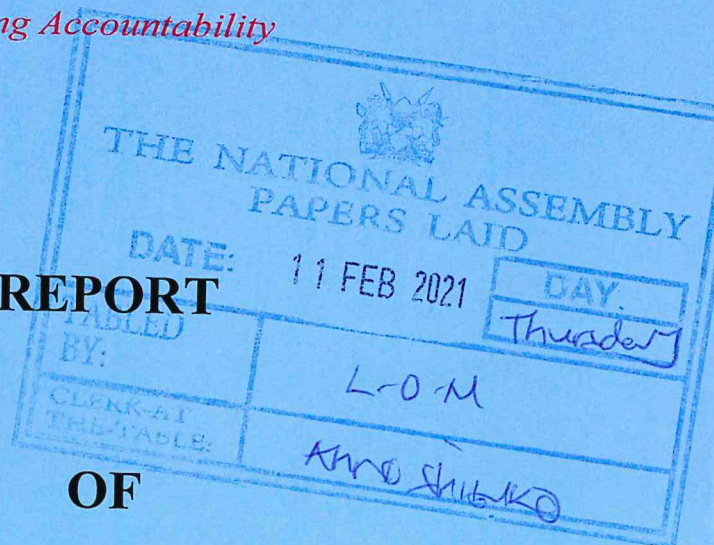 ng Accountability
THE NATIONAL ASSEMBLY
PAPERS LAID
DATE: 11 FEB 2021 DAY.
Thursday
REPORT
TABLED
BY:
L-O-M
CLERK-AT
THE-TABLE:
OF